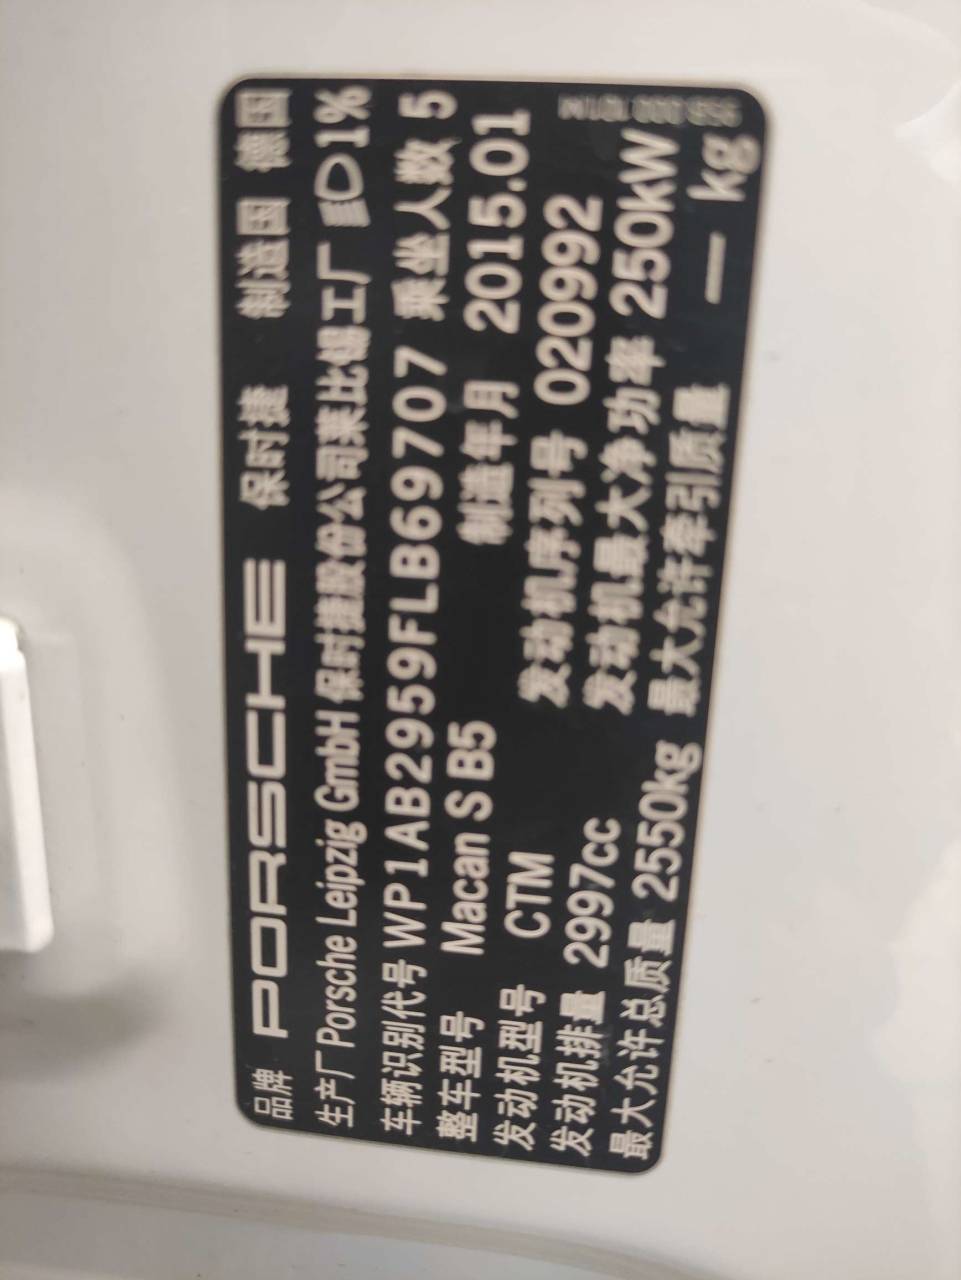 品牌 PORSCHE 保时捷 制造国 德国
生产厂 Porsche Leipzig GmbH 保时捷股份公司莱比锡工厂 1%
车辆识别代号 WP1AB2959FLB69707 乘坐人数 5
整车型号 Macan S B5 制造年月 2015.01
发动机型号 CTM 发动机序列号 020992
发动机排量 2997cc 发动机最大净功率 250kW
最大允许总质量 2550kg 最大允许牵引质量 — kg